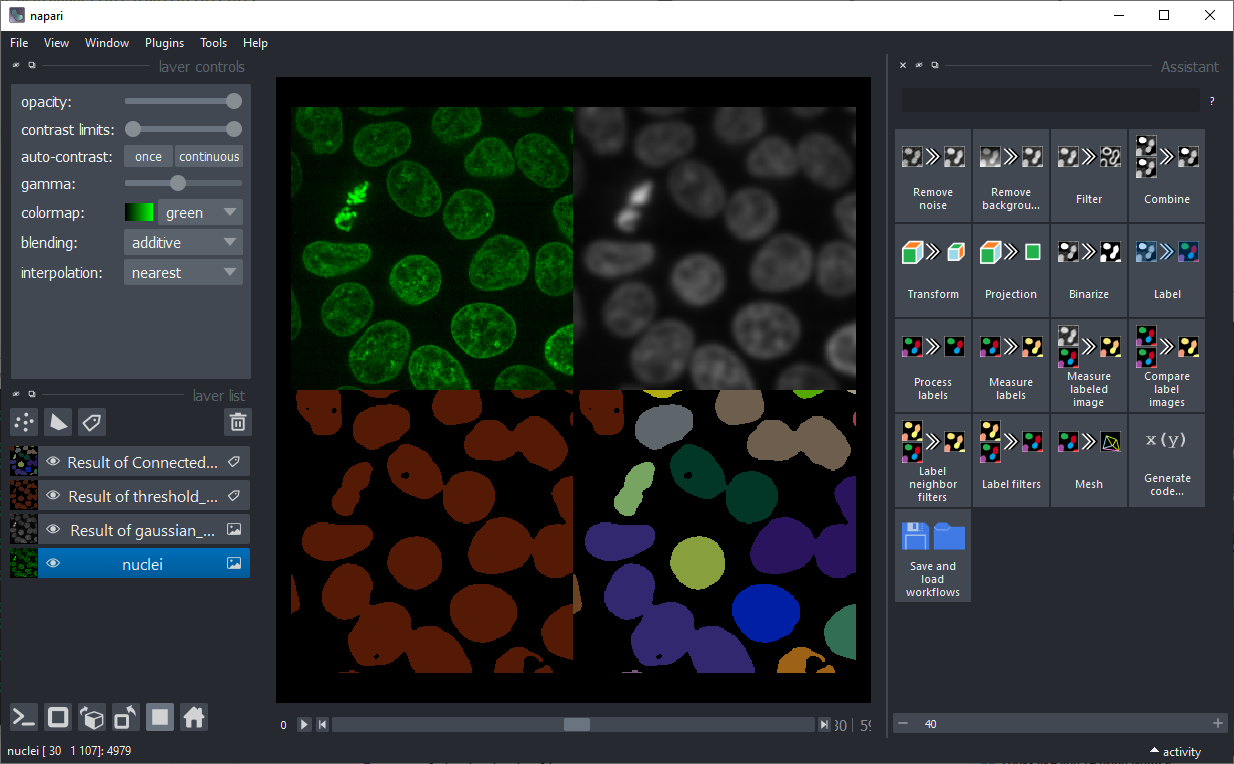 napari
File View Window Plugins Tools Help
layer controls
opacity:
contrast limits:
auto-contrast: once continuous
gamma:
colormap: green
blending: additive
interpolation: nearest
layer list
Result of Connected...
Result of threshold_...
Result of gaussian_...
nuclei
0
30 | 59
nuclei [ 30 1 107]: 4979
Assistant
?
Remove
noise
Remove
backgrou...
Filter
Combine
Transform
Projection
Binarize
Label
Process
labels
Measure
labels
Measure
labeled
image
Compare
label
images
Label
neighbor
filters
Label filters
Mesh
x(y)
Generate
code...
Save and
load
workflows
40
activity